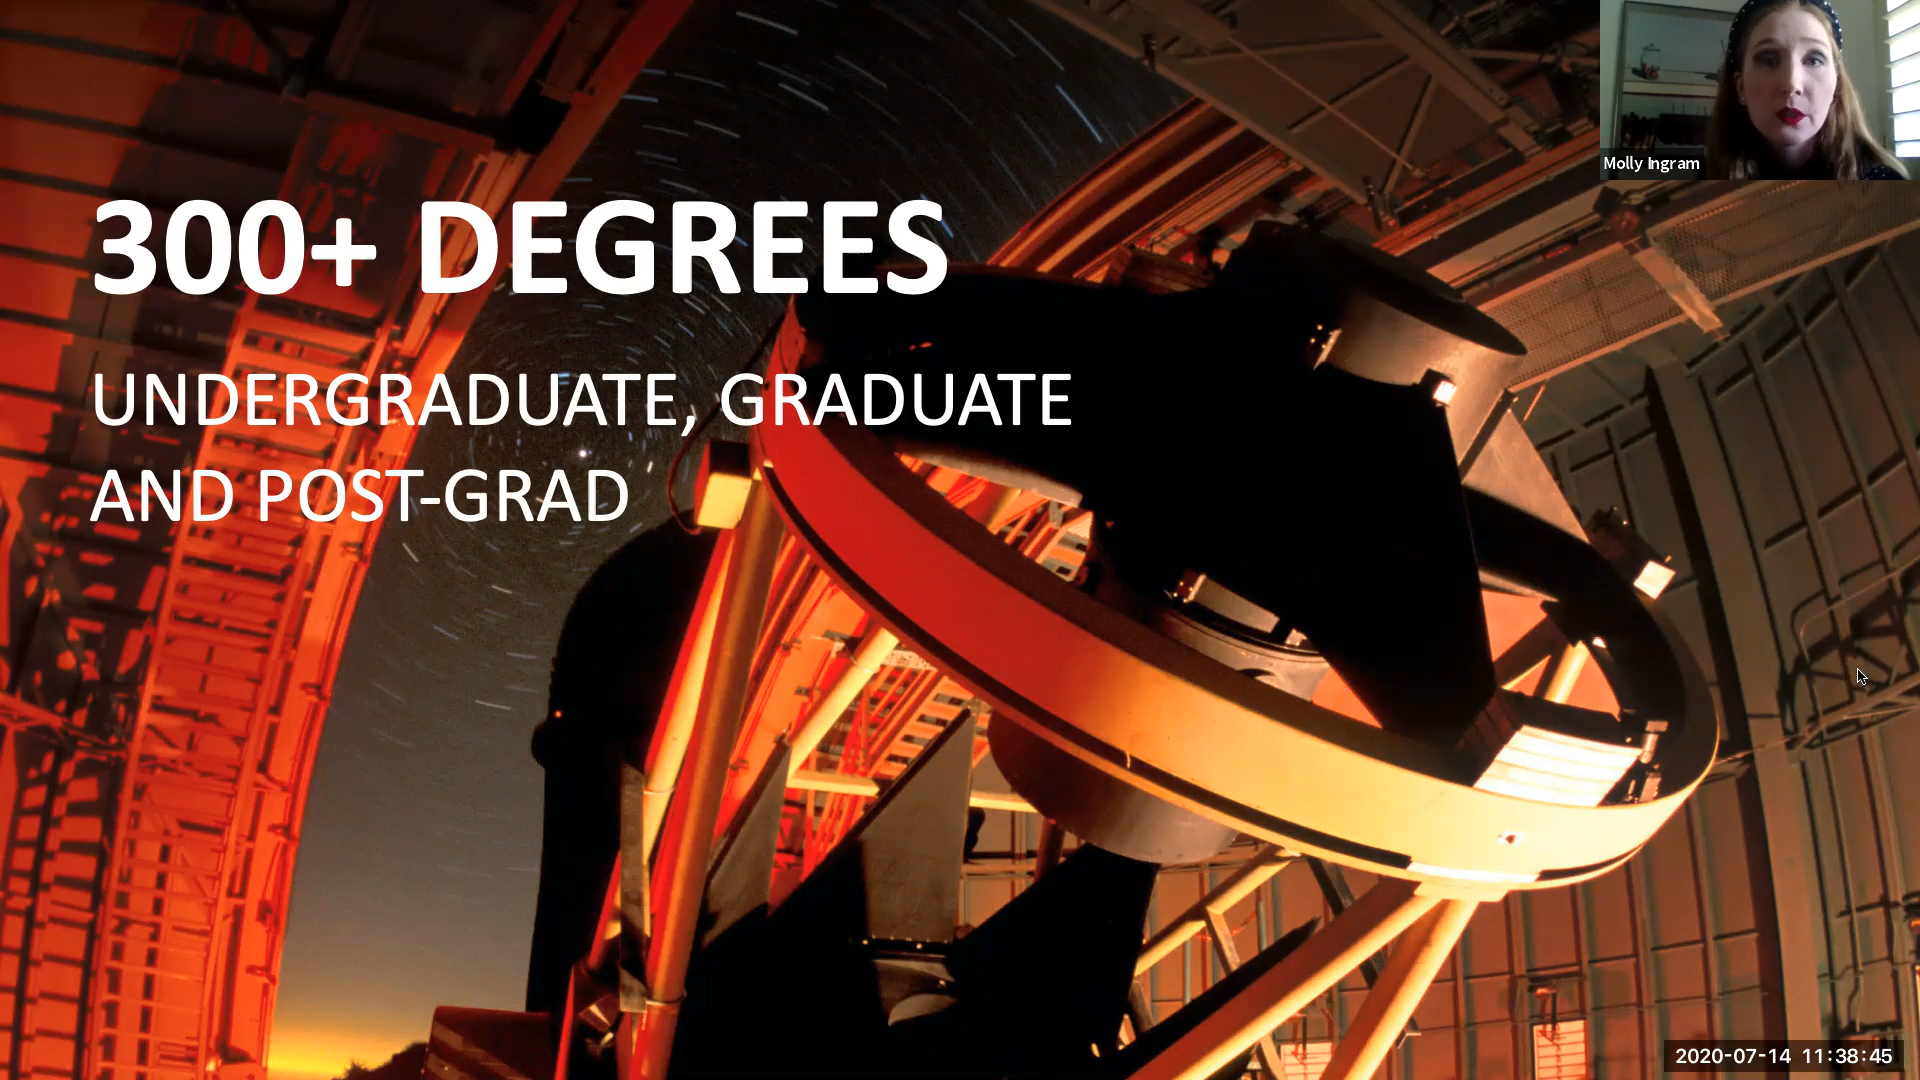 300+ DEGREES
UNDERGRADUATE, GRADUATE
AND POST-GRAD
Molly Ingram
2020-07-14 11:38:45